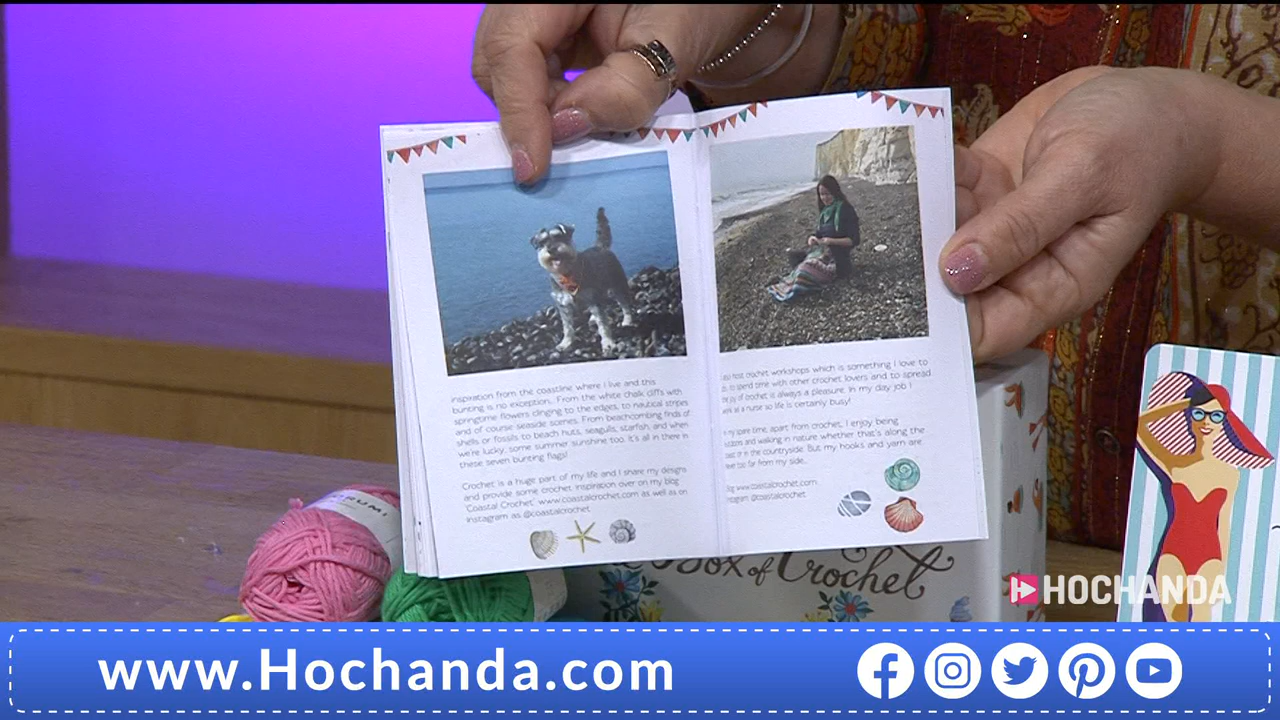 inspiration from the coastline where I live and this
bunting is no exception. From the white chalk cliffs with
springtime flowers clinging to the edges, to nautical stripes
and of course seaside scenes. From beachcombing finds of
shells or fossils to beach huts, seagulls, starfish, and when
we're lucky, some summer sunshine too. It's all in there in
these seven bunting flags!
Crochet is a huge part of my life and I share my designs
and provide some crochet inspiration over on my blog
'Coastal Crochet' www.coastalcrochet.com as well as on
Instagram as @coastalcrochet
host crochet workshops which is something I love to
to spend time with other crochet lovers and to spread
joy of crochet is always a pleasure. In my day job I
as a nurse so life is certainly busy!
my spare time, apart from crochet, I enjoy being
and walking in nature whether that's along the
or in the countryside. But my hooks and yarn are
too far from my side...
www.coastalcrochet.com
@coastalcrochet
RUMI
Box of Crochet
HOCHANDA
www.Hochanda.com